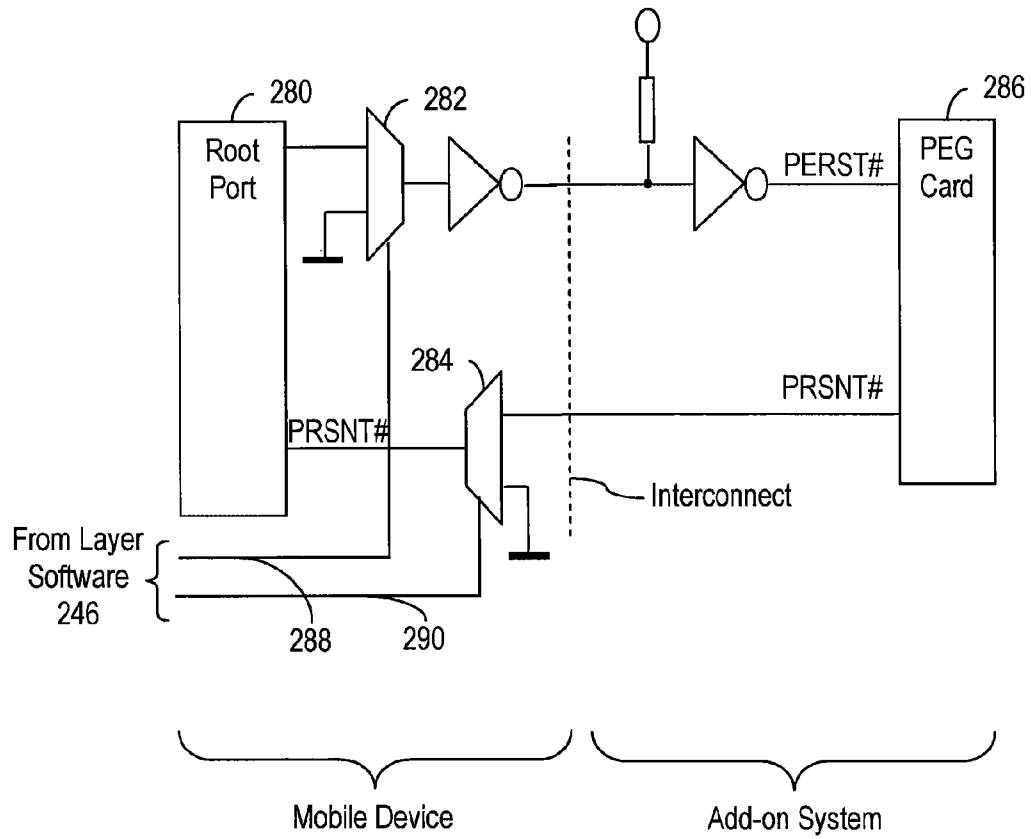 280
282
286
Root
Port
PERST#
PEG
Card
284
PRSNT#
PRSNT#
Interconnect
From Layer
Software
246
288
290
Mobile Device
Add-on System